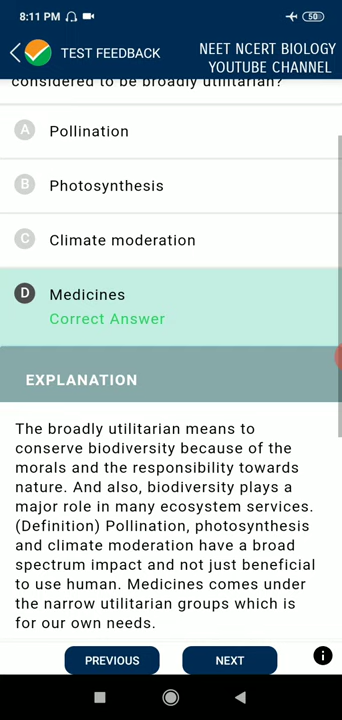 8:11 PM
50
TEST FEEDBACK
NEET NCERT BIOLOGY
YOUTUBE CHANNEL
considered to be broadly utilitarian?
A Pollination
B Photosynthesis
C Climate moderation
D Medicines
Correct Answer
EXPLANATION
The broadly utilitarian means to
conserve biodiversity because of the
morals and the responsibility towards
nature. And also, biodiversity plays a
major role in many ecosystem services.
(Definition) Pollination, photosynthesis
and climate moderation have a broad
spectrum impact and not just beneficial
to use human. Medicines comes under
the narrow utilitarian groups which is
for our own needs.
PREVIOUS
NEXT
i